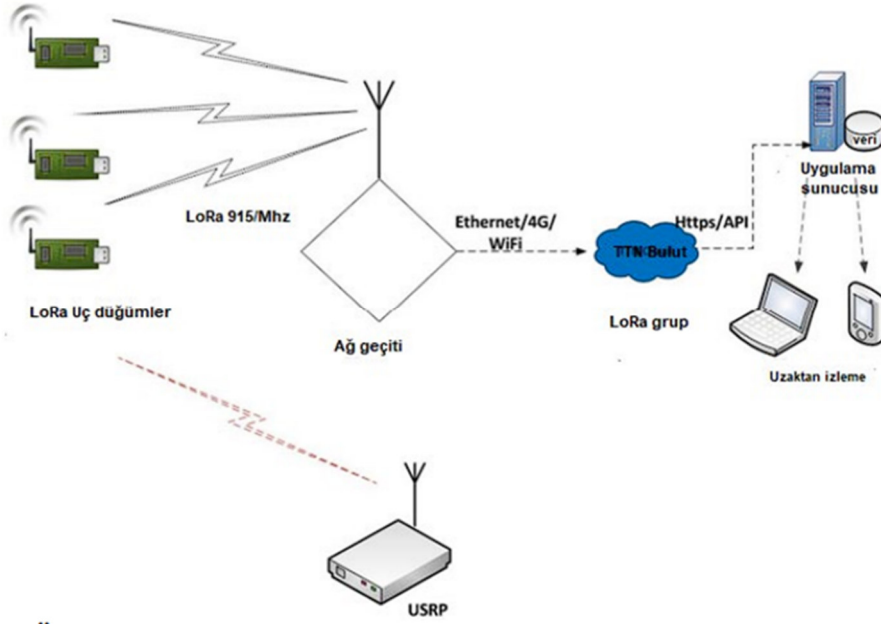 LoRa 915/Mhz
LoRa Uç düğümler
Ağ geçiti
Ethernet/4G/
WiFi
TTN Bulut
LoRa grup
Https/API
veri
Uygulama
sunucusu
Uzaktan izleme
USRP